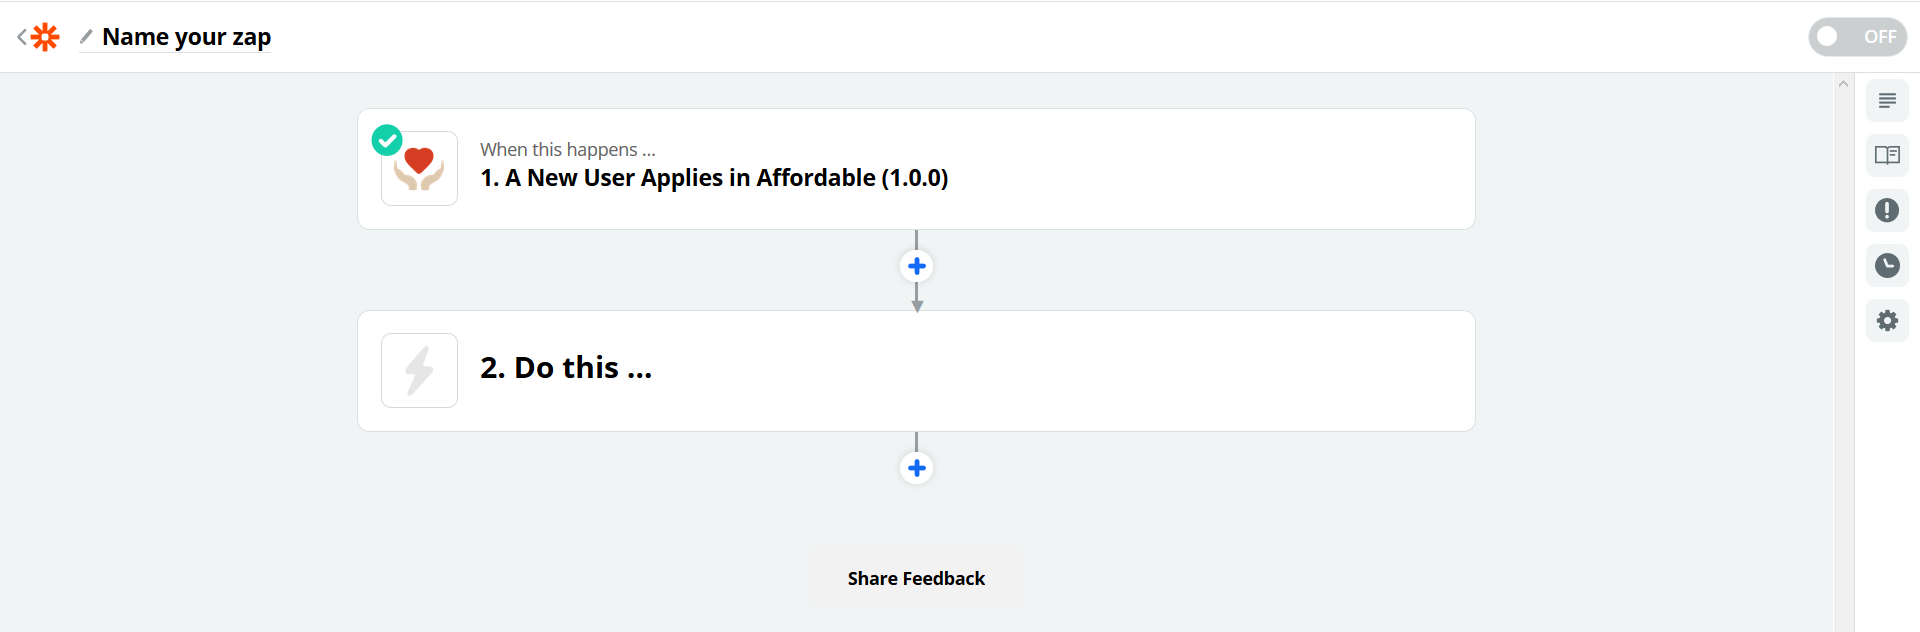 Name your zap
OFF
When this happens ...
1. A New User Applies in Affordable (1.0.0)
2. Do this ...
Share Feedback